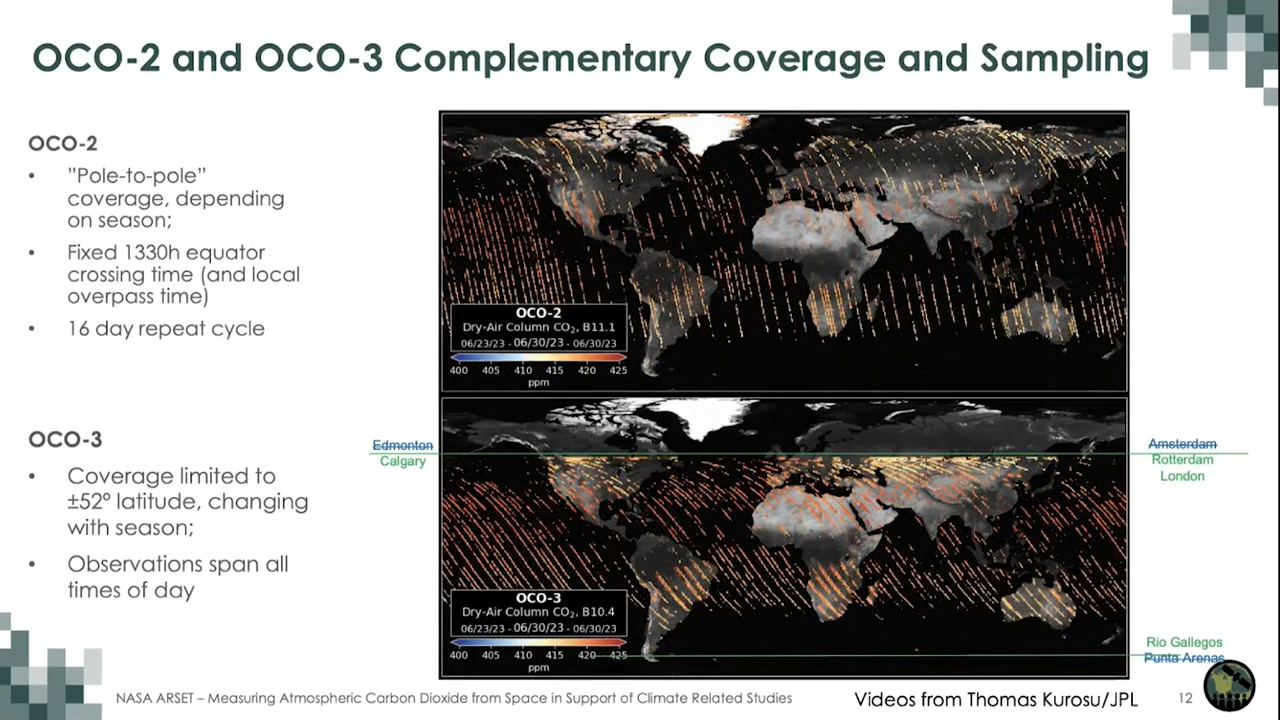 OCO-2 and OCO-3 Complementary Coverage and Sampling
OCO-2
• "Pole-to-pole"
coverage, depending
on season;
• Fixed 1330h equator
crossing time (and local
overpass time)
• 16 day repeat cycle
OCO-3
• Coverage limited to
±52º latitude, changing
with season;
• Observations span all
times of day
OCO-2
Dry-Air Column CO₂, B11.1
06/23/23 - 06/30/23 - 06/30/23
400 405 410 415 420 425
ppm
Edmonton
Calgary
Amsterdam
Rotterdam
London
OCO-3
Dry-Air Column CO₂, B10.4
06/23/23 - 06/30/23 - 06/30/23
400 405 410 415 420 425
ppm
Rio Gallegos
Punta Arenas
NASA ARSET – Measuring Atmospheric Carbon Dioxide from Space in Support of Climate Related Studies
Videos from Thomas Kurosu/JPL
12